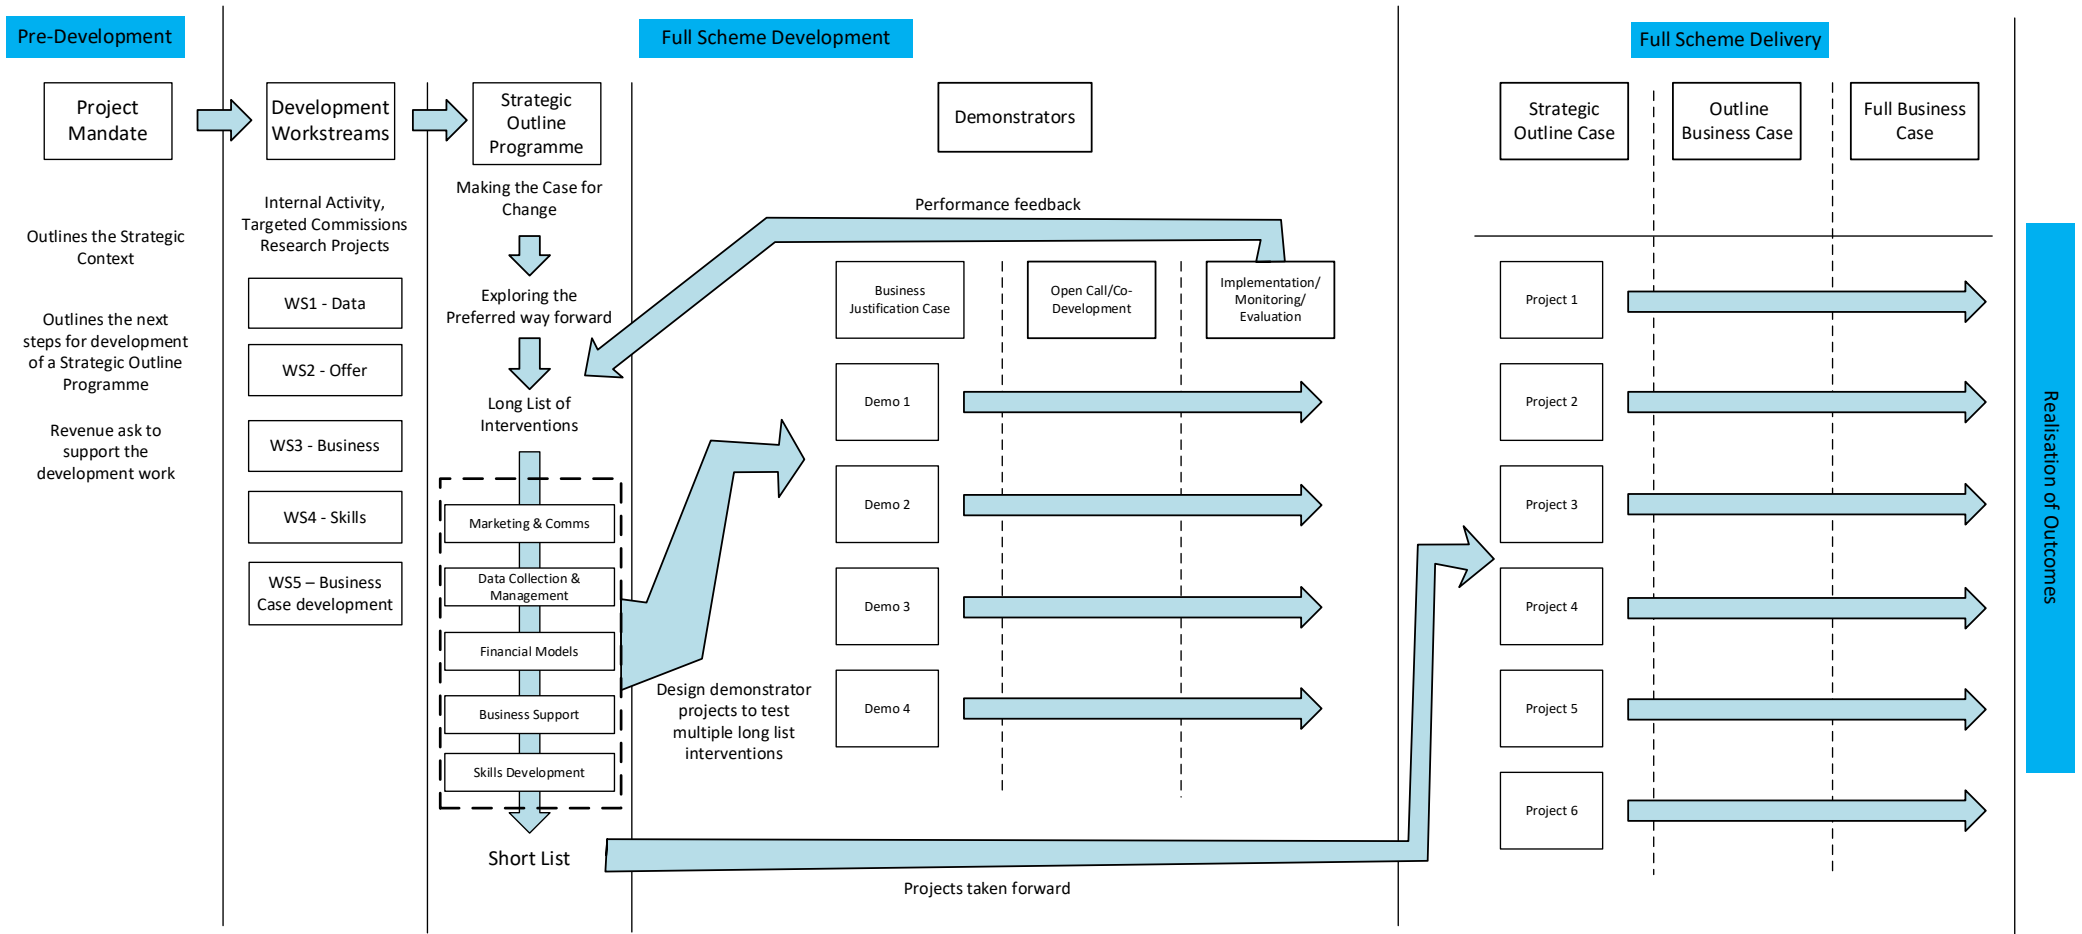 Pre-Development
Full Scheme Development
Full Scheme Delivery
Project
Mandate
Development
Workstreams
Strategic
Outline
Programme
Demonstrators
Strategic
Outline Case
Outline
Business Case
Full Business
Case
Outlines the Strategic
Context
Outlines the next
steps for development
of a Strategic Outline
Programme
Revenue ask to
support the
development work
Internal Activity,
Targeted Commissions
Research Projects
WS1 - Data
WS2 - Offer
WS3 - Business
WS4 - Skills
WS5 – Business
Case development
Making the Case for
Change
Exploring the
Preferred way forward
Long List of
Interventions
Marketing & Comms
Data Collection &
Management
Financial Models
Business Support
Skills Development
Short List
Performance feedback
Business
Justification Case
Open Call/Co-
Development
Implementation/
Monitoring/
Evaluation
Demo 1
Demo 2
Demo 3
Demo 4
Design demonstrator
projects to test
multiple long list
interventions
Projects taken forward
Project 1
Project 2
Project 3
Project 4
Project 5
Project 6
Realisation of Outcomes